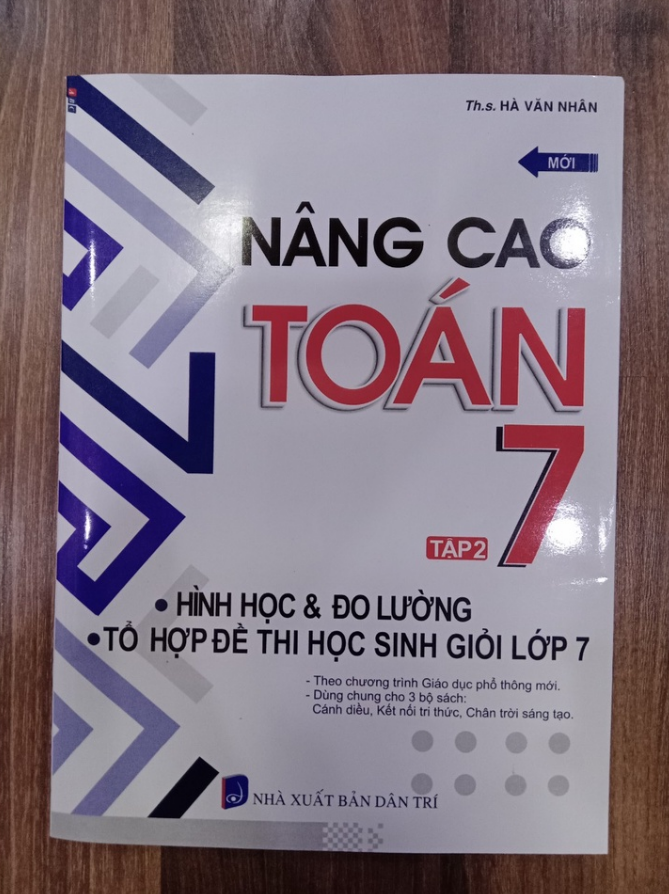 Th.s. HÀ VĂN NHÂN
MỚI
NÂNG CAO
TOÁN
7
TẬP 2
• HÌNH HỌC & ĐO LƯỜNG
• TỔ HỢP ĐỀ THI HỌC SINH GIỎI LỚP 7
- Theo chương trình Giáo dục phổ thông mới.
- Dùng chung cho 3 bộ sách:
Cánh diều, Kết nối tri thức, Chân trời sáng tạo.
NHÀ XUẤT BẢN DÂN TRÍ